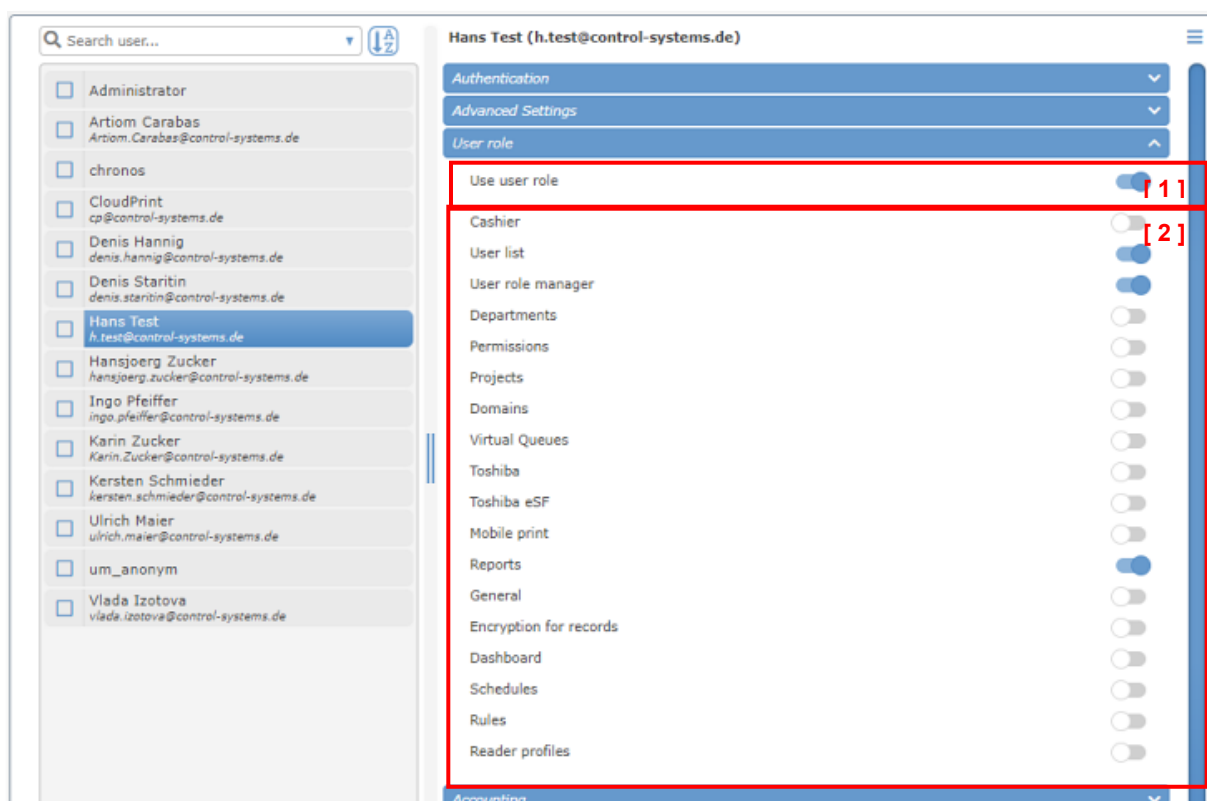 Search user...
Administrator
Artiom Carabas
Artiom.Carabas@control-systems.de
chronos
CloudPrint
cp@control-systems.de
Denis Hannig
denis.hannig@control-systems.de
Denis Staritin
denis.staritin@control-systems.de
Hans Test
h.test@control-systems.de
Hansjoerg Zucker
hansjoerg.zucker@control-systems.de
Ingo Pfeiffer
ingo.pfeiffer@control-systems.de
Karin Zucker
Karin.Zucker@control-systems.de
Kersten Schmieder
kersten.schmieder@control-systems.de
Ulrich Maier
ulrich.maier@control-systems.de
um_anonym
Vlada Izotova
vlada.izotova@control-systems.de
Hans Test (h.test@control-systems.de)
Authentication
Advanced Settings
User role
Use user role
[ 1 ]
Cashier
[ 2 ]
User list
User role manager
Departments
Permissions
Projects
Domains
Virtual Queues
Toshiba
Toshiba eSF
Mobile print
Reports
General
Encryption for records
Dashboard
Schedules
Rules
Reader profiles
Accounting